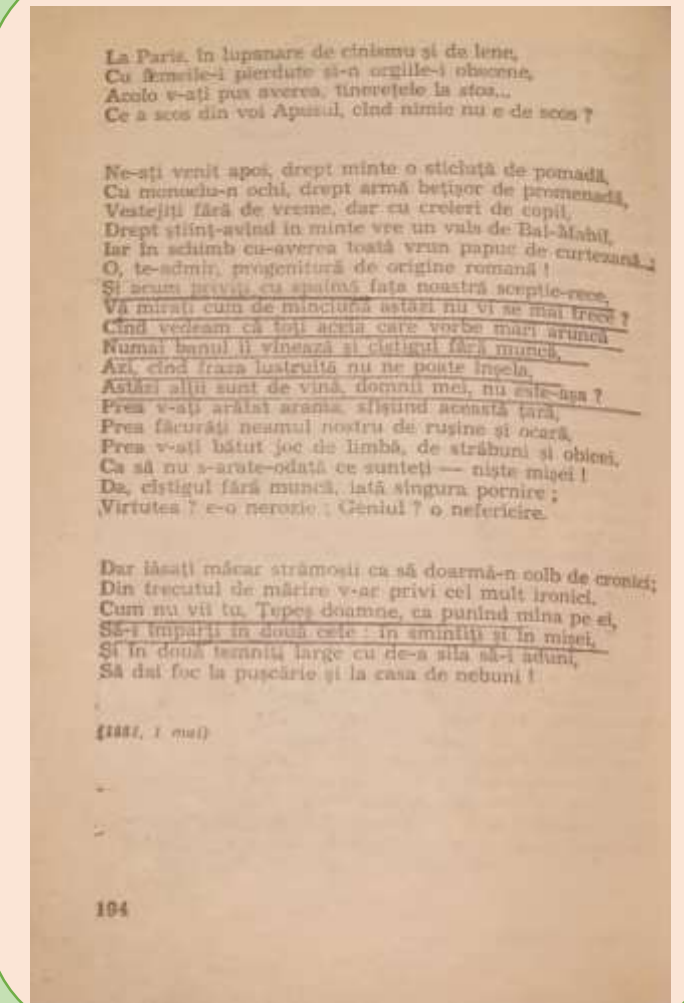 La Paris, în lupanare de cinismu și de lene,
Cu femeile-i pierdute și-n orgiile-i obscene,
Acolo v-ați pus averea, tinerețele la stos...
Ce a scos din voi Apusul, cînd nimic nu e de scos ?
Ne-ați venit apoi, drept minte o sticluță de pomadă,
Cu monoclu-n ochi, drept armă bețișor de promenadă,
Vestejiți fără de vreme, dar cu creieri de copil,
Drept științ-avînd în minte vre un vals de Bal-Mabil,
Iar în schimb cu-averea toată vrun papuc de curtezană...
O, te-admir, progenitură de origine romană !
Și acum priviți cu spaimă fața noastră sceptic-rece,
Vă mirați cum de minciuna astăzi nu vi se mai trece ?
Cînd vedeam că toți aceia care vorbe mari aruncă
Numai banul îl vînează și cîștigul fără muncă,
Azi, cînd fraza lustruită nu ne poate înșela,
Astăzi alții sunt de vină, domnii mei, nu este-așa ?
Prea v-ați arătat arama, sfîșiind această țară,
Prea făcurăți neamul nostru de rușine și ocară,
Prea v-ați bătut joc de limbă, de străbuni și obicei,
Ca să nu s-arate-odată ce sunteți — niște mișei !
Da, cîștigul fără muncă, iată singura pornire ;
Virtutea ? e-o nerozie ; Geniul ? o nefericire.
Dar lăsați măcar strămoșii ca să doarmă-n colb de cronici;
Din trecutul de mărire v-ar privi cel mult ironici.
Cum nu vii tu, Țepeș doamne, ca punînd mîna pe ei,
Să-i împarți în două cete : în smintiți și în mișei,
Și în două temniți large cu de-a sila să-i aduni,
Să dai foc la pușcărie și la casa de nebuni !
(1881, 1 mai)
194